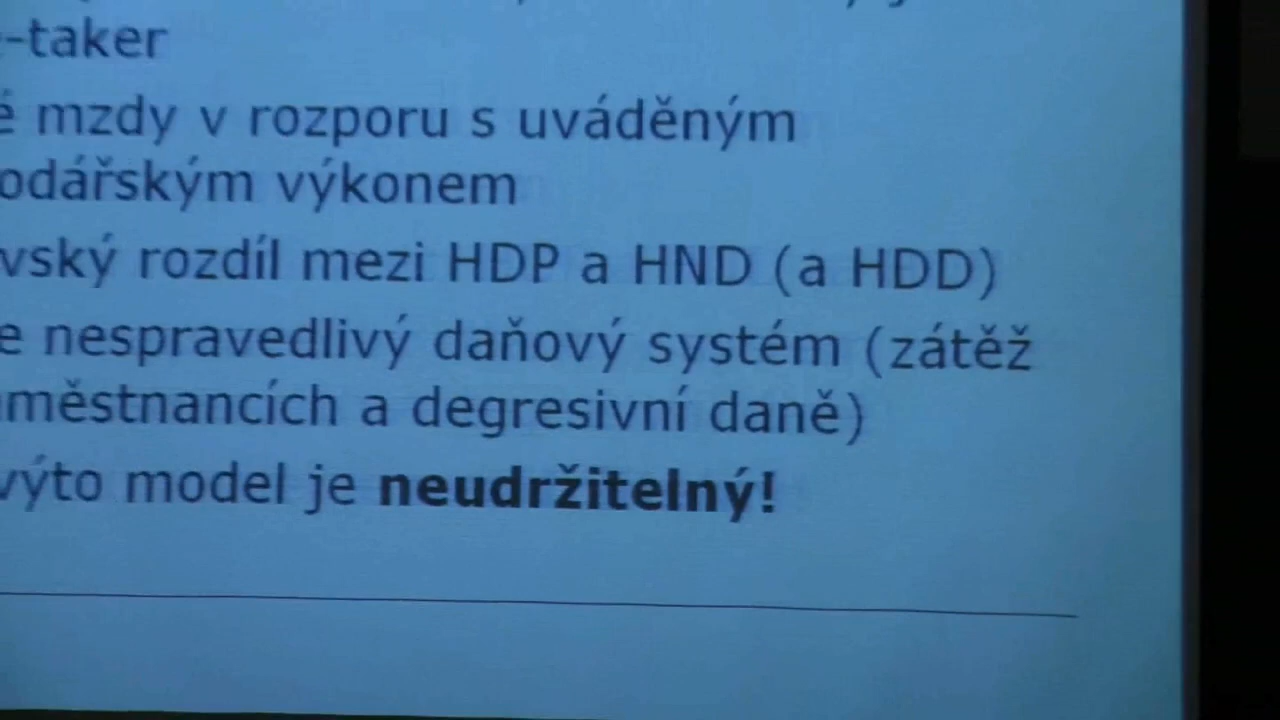 -taker
é mzdy v rozporu s uváděným
odářským výkonem
vský rozdíl mezi HDP a HND (a HDD)
e nespravedlivý daňový systém (zátěž
městnancích a degresivní daně)
výto model je neudržitelný!